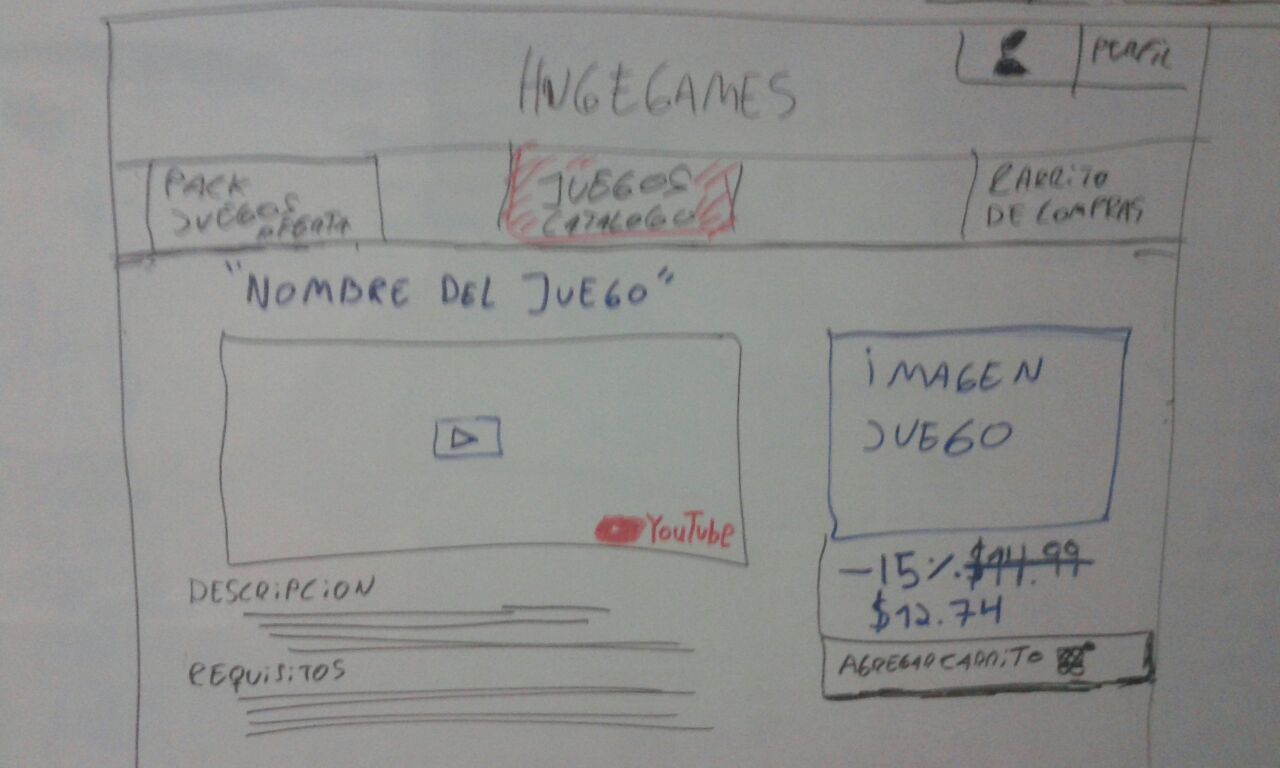 PERFIL
HUGEGAMES
PACK
JUEGOS
OFERTA
JUEGOS
CATALOGO
CARRITO
DE COMPRAS
"NOMBRE DEL JUEGO"
IMAGEN
JUEGO
YouTube
-15% $14.99
$12.74
AGREGAR CARRITO
DESCRIPCION
REQUISITOS